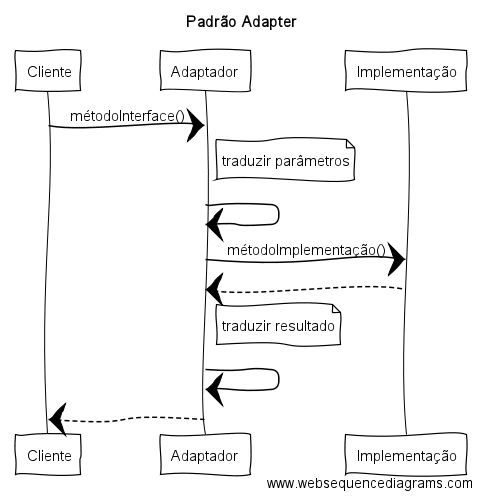 Padrão Adapter
Cliente
Adaptador
Implementação
métodoInterface()
traduzir parâmetros
métodoImplementação()
traduzir resultado
Cliente
Adaptador
Implementação
www.websequencediagrams.com